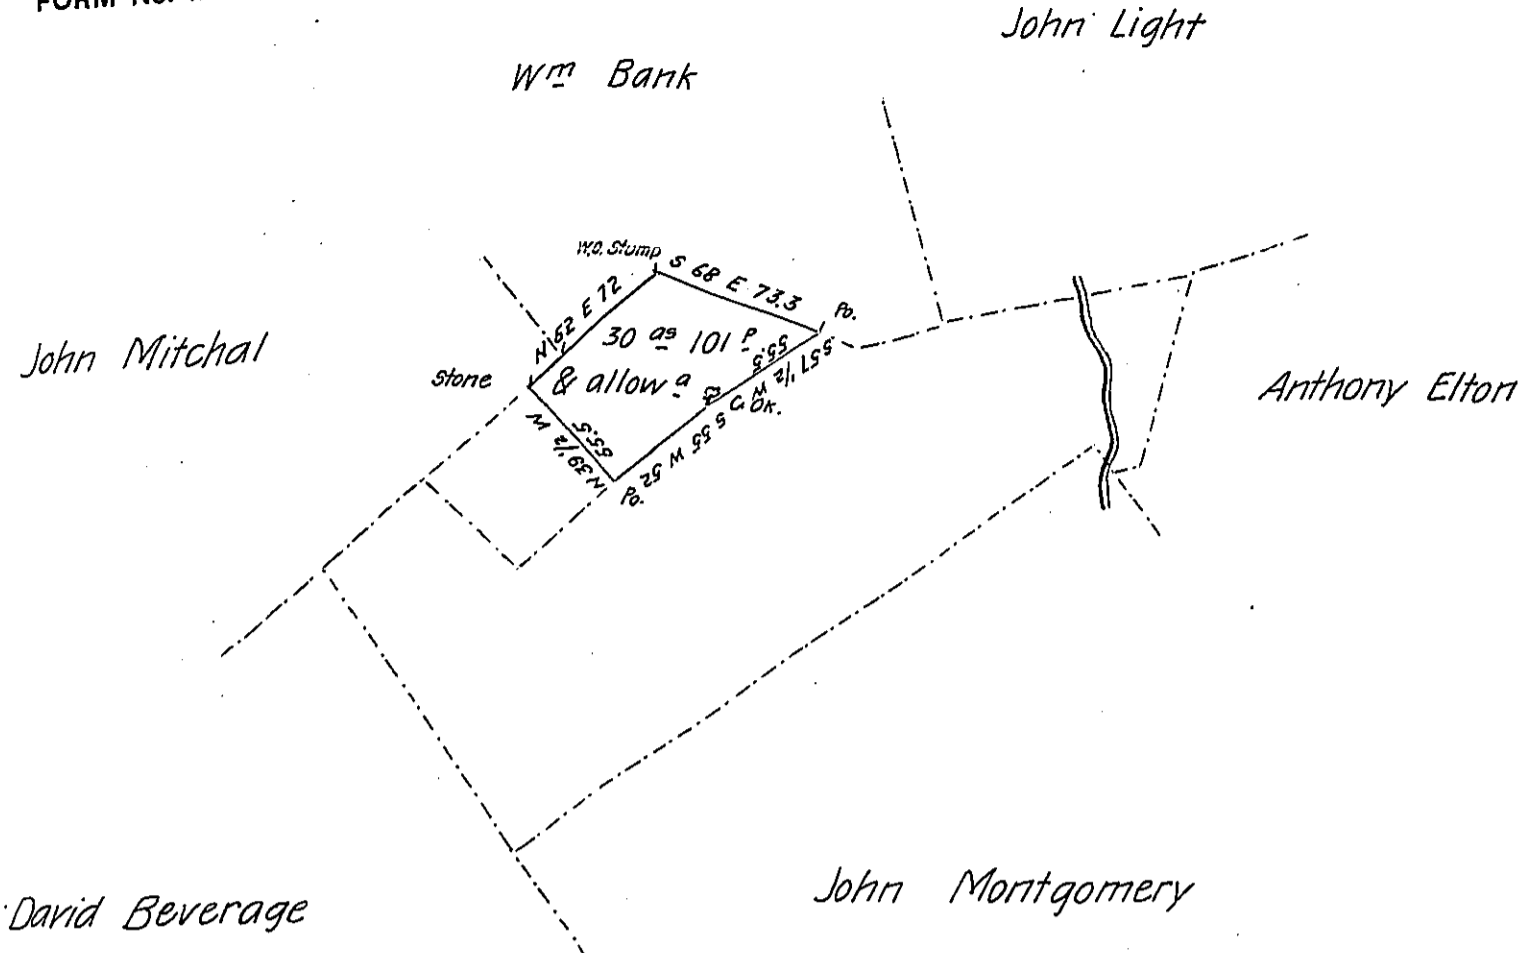 FORM No.
John Light
Wm Bank
W.O. Stump
S 68 E 73.3
Po.
N 52 E 72
30 as 101 p
& allow a
John Mitchal
Stone
S 57 1/2 W
55.5
C. OK.
Anthony Elton
N 39 1/2 W
55.5
S 55 W 52
Po.
John Montgomery
David Beverage